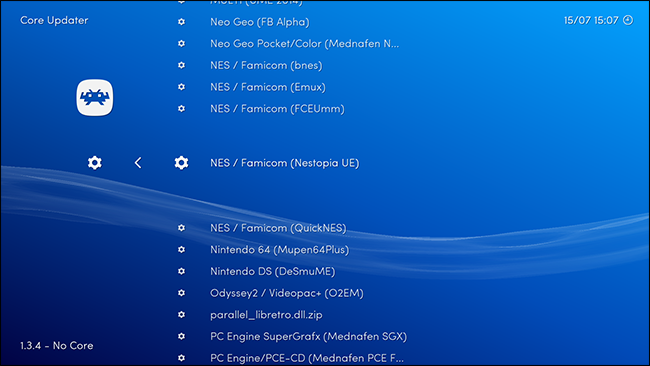 Core Updater
15/07 15:07
MULTI (UME 2014)
Neo Geo (FB Alpha)
Neo Geo Pocket/Color (Mednafen N...
NES / Famicom (bnes)
NES / Famicom (Emux)
NES / Famicom (FCEUmm)
NES / Famicom (Nestopia UE)
NES / Famicom (QuickNES)
Nintendo 64 (Mupen64Plus)
Nintendo DS (DeSmuME)
Odyssey2 / Videopac+ (O2EM)
parallel_libretro.dll.zip
PC Engine SuperGrafx (Mednafen SGX)
PC Engine/PCE-CD (Mednafen PCE F...
1.3.4 - No Core